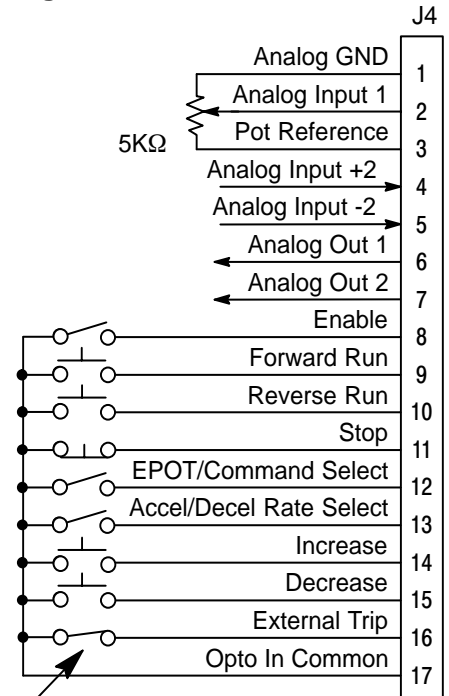 J4
Analog GND 1
Analog Input 1 2
5KΩ
Pot Reference 3
Analog Input +2 4
Analog Input -2 5
Analog Out 1 6
Analog Out 2 7
Enable 8
Forward Run 9
Reverse Run 10
Stop 11
EPOT/Command Select 12
Accel/Decel Rate Select 13
Increase 14
Decrease 15
External Trip 16
Opto In Common 17